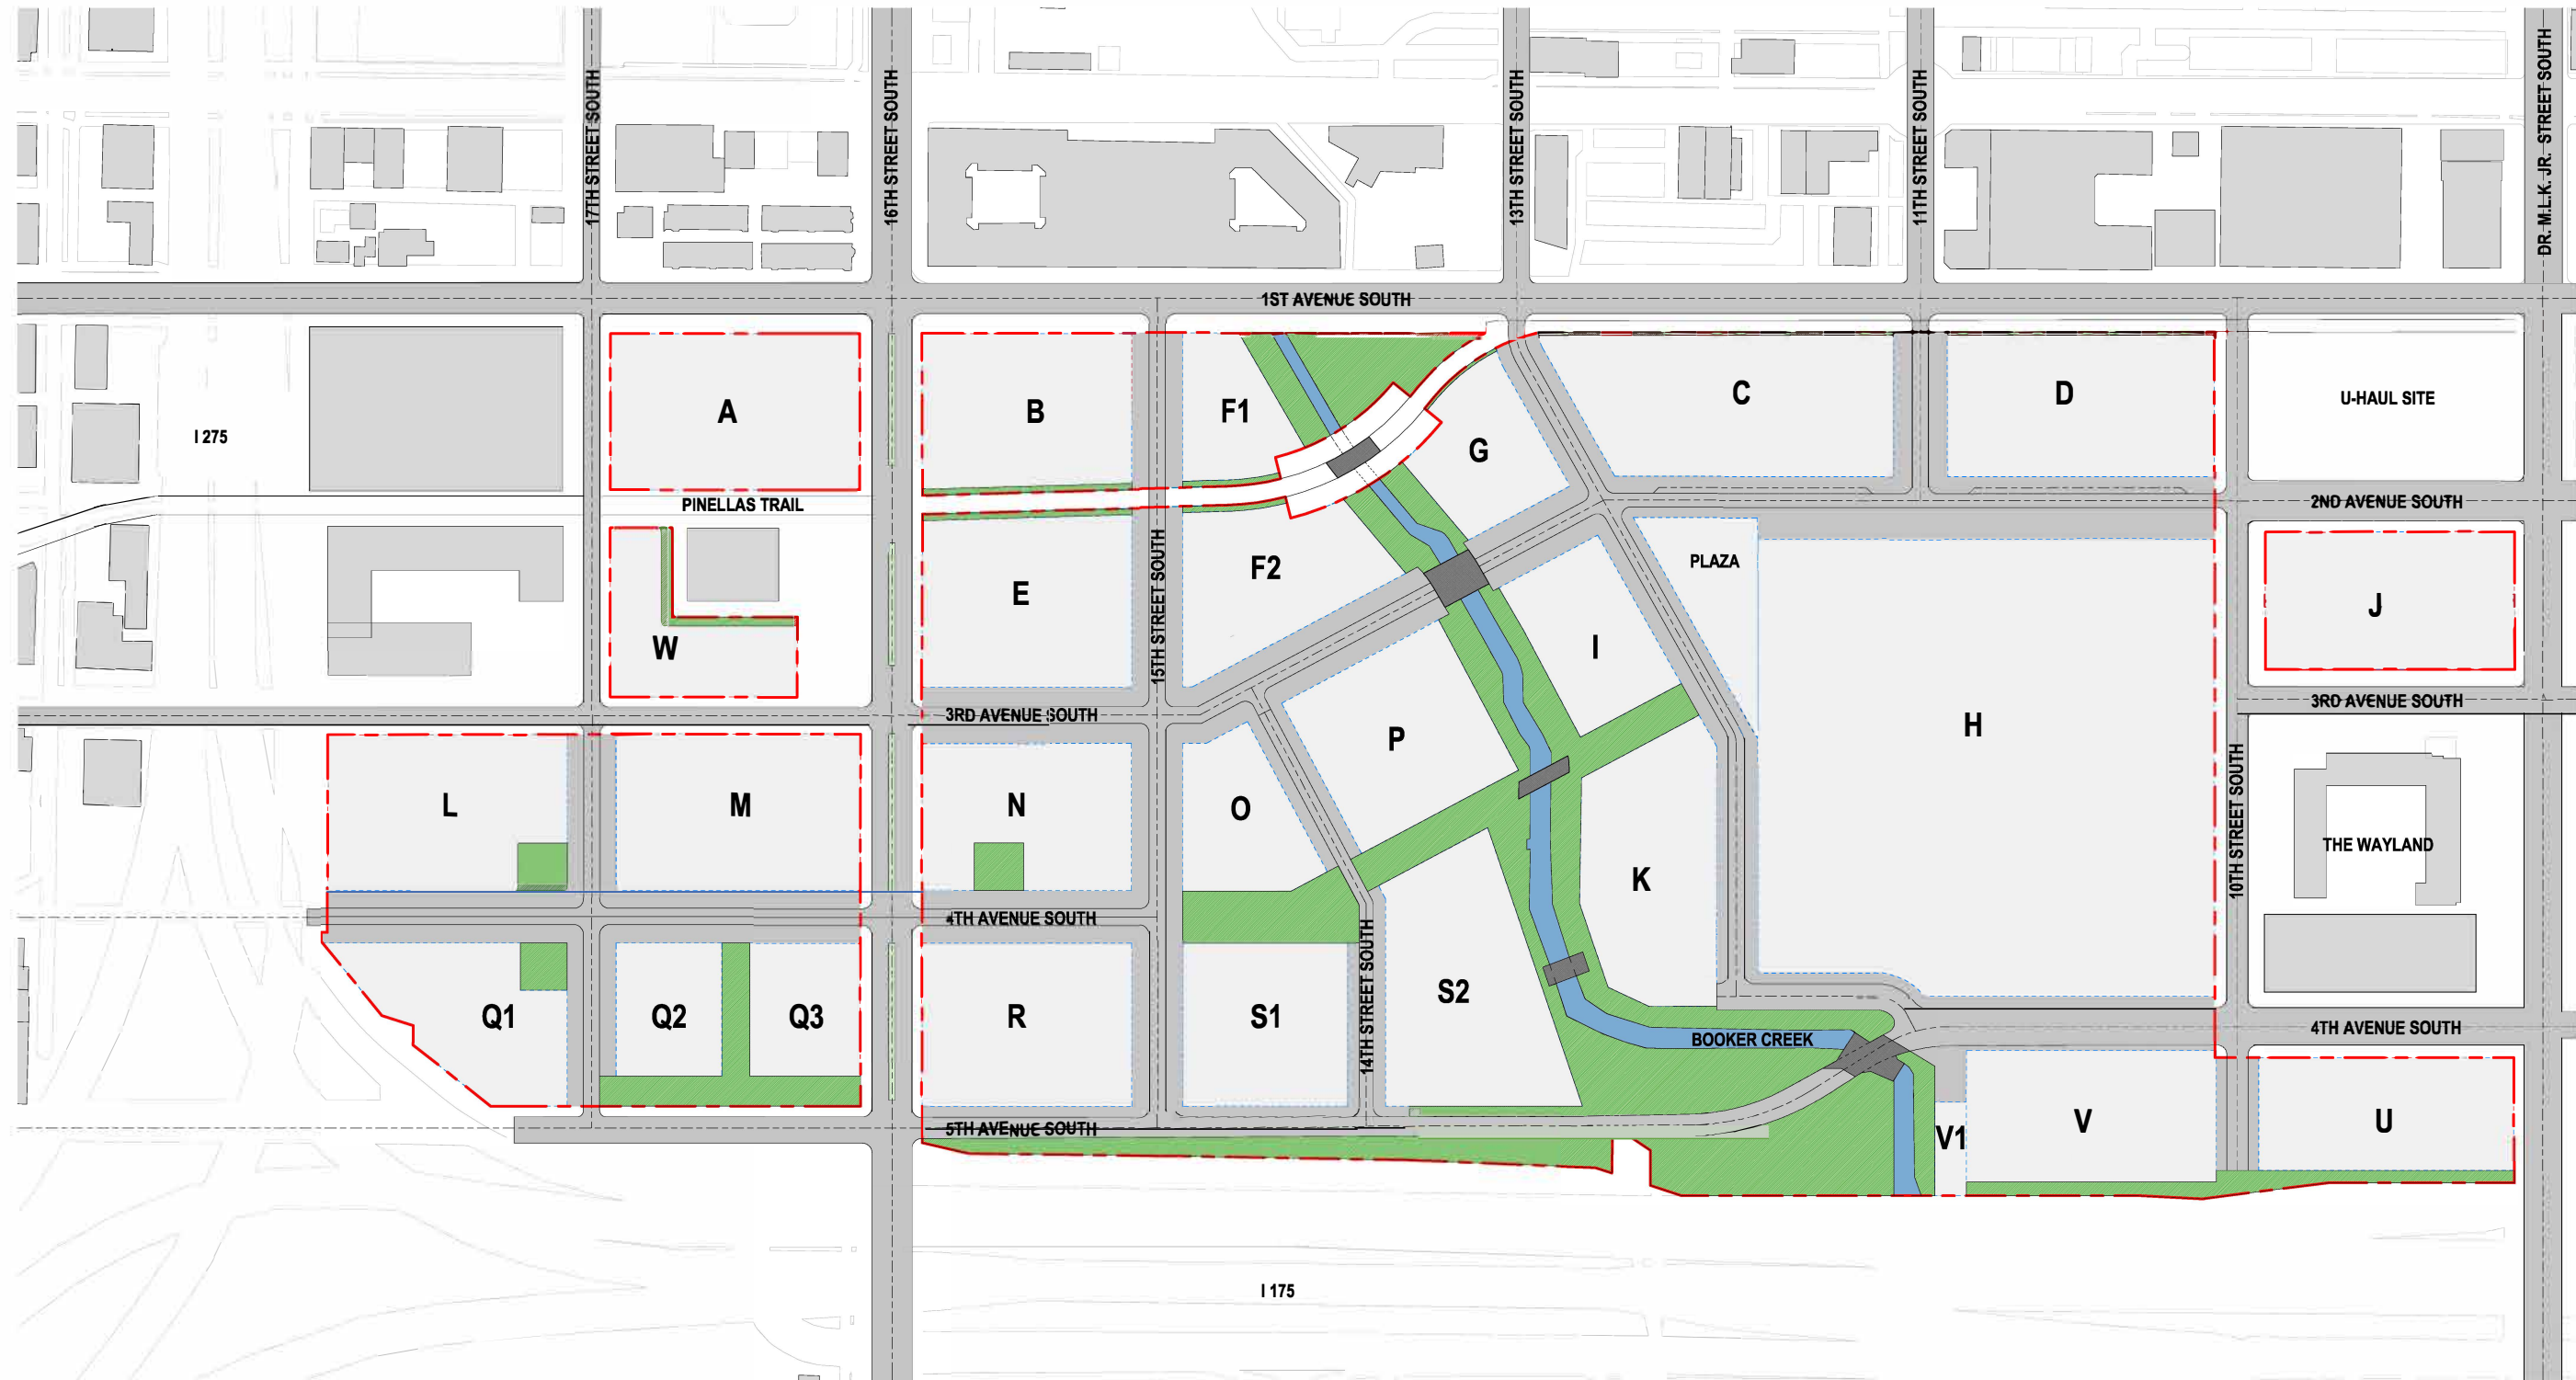 17TH STREET SOUTH
16TH STREET SOUTH
13TH STREET SOUTH
11TH STREET SOUTH
DR. M.L.K. JR. STREET SOUTH
1ST AVENUE SOUTH
I 275
A
B
F1
G
C
D
U-HAUL SITE
PINELLAS TRAIL
2ND AVENUE SOUTH
W
E
15TH STREET SOUTH
F2
I
PLAZA
J
3RD AVENUE SOUTH
3RD AVENUE SOUTH
L
M
N
O
P
K
H
10TH STREET SOUTH
THE WAYLAND
4TH AVENUE SOUTH
Q1
Q2
Q3
R
S1
14TH STREET SOUTH
S2
BOOKER CREEK
4TH AVENUE SOUTH
5TH AVENUE SOUTH
V1
V
U
I 175